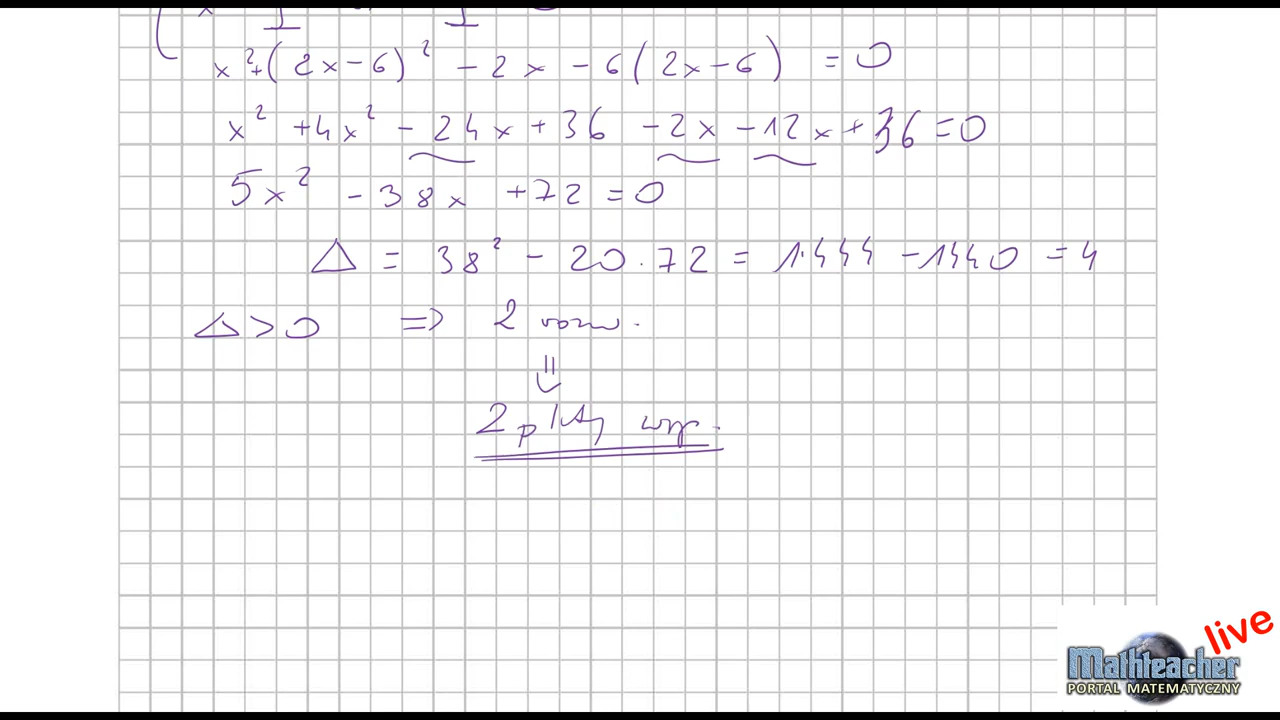 x² + (2x - 6)² - 2x - 6(2x - 6) = 0
x² + 4x² - 24x + 36 - 2x - 12x + 36 = 0
5x² - 38x + 72 = 0
Δ = 38² - 20·72 = 1444 - 1440 = 4
Δ > 0 ⇒ 2 rozw.
⇓
2 pkty wsp.
live
Mathteacher
PORTAL MATEMATYCZNY